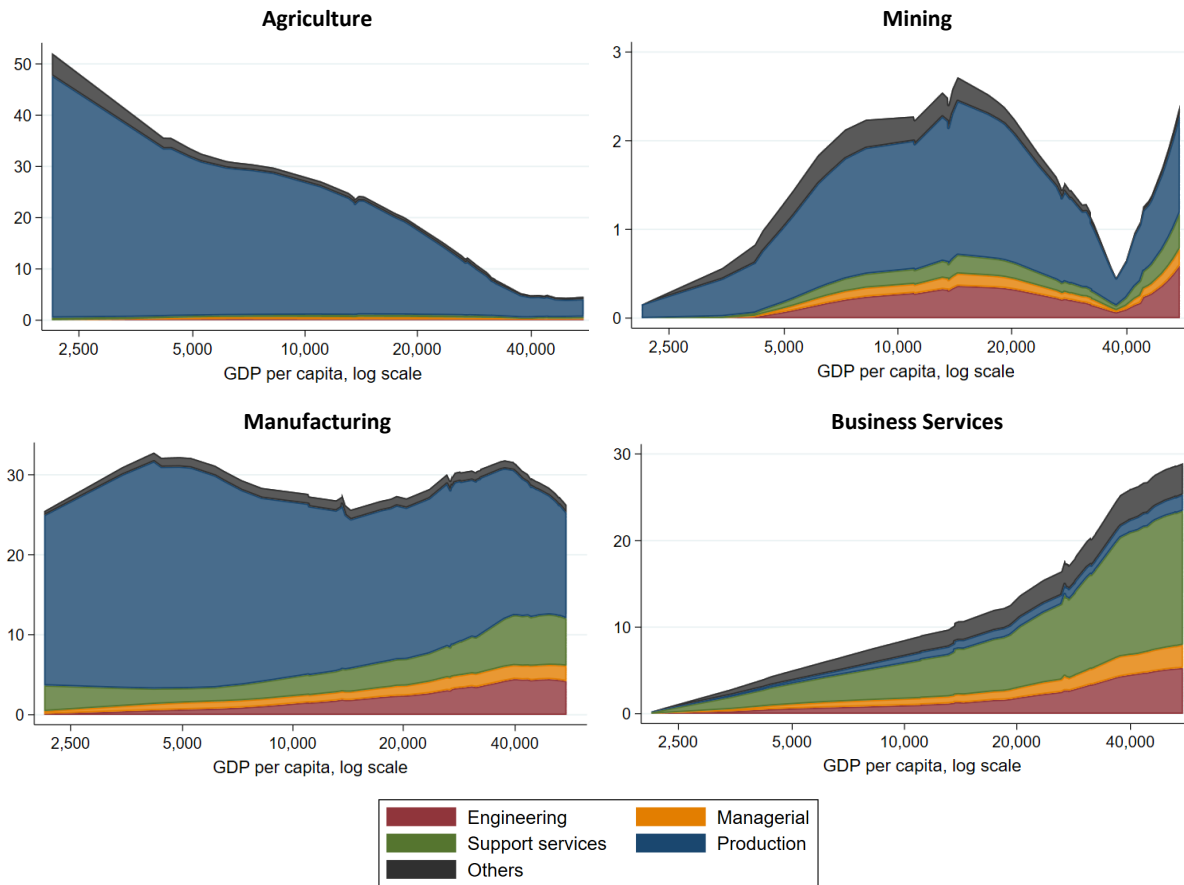 Agriculture
50
40
30
20
10
0
2,500 5,000 10,000 20,000 40,000
GDP per capita, log scale
Mining
3
2
1
0
2,500 5,000 10,000 20,000 40,000
GDP per capita, log scale
Manufacturing
30
20
10
0
2,500 5,000 10,000 20,000 40,000
GDP per capita, log scale
Business Services
30
20
10
0
2,500 5,000 10,000 20,000 40,000
GDP per capita, log scale
Engineering Managerial
Support services Production
Others